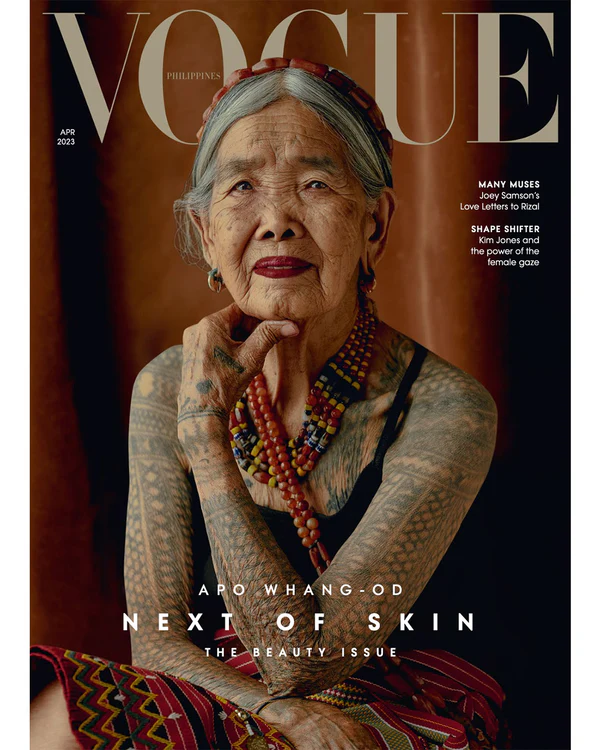 VOGUE
PHILIPPINES
APR
2023
MANY MUSES
Joey Samson's
Love Letters to Rizal
SHAPE SHIFTER
Kim Jones and
the power of the
female gaze
APO WHANG-OD
NEXT OF SKIN
THE BEAUTY ISSUE